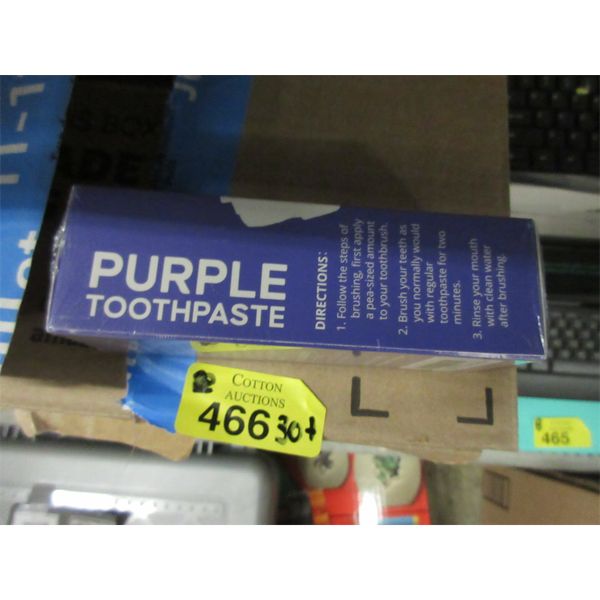 PURPLE
TOOTHPASTE
DIRECTIONS:
1. Follow the steps of
brushing, first apply
a pea-sized amount
to your toothbrush.
2. Brush your teeth as
you normally would
with regular
toothpaste for two
minutes.
3. Rinse your mouth
with clean water
after brushing.
COTTON
AUCTIONS
466 30+
465